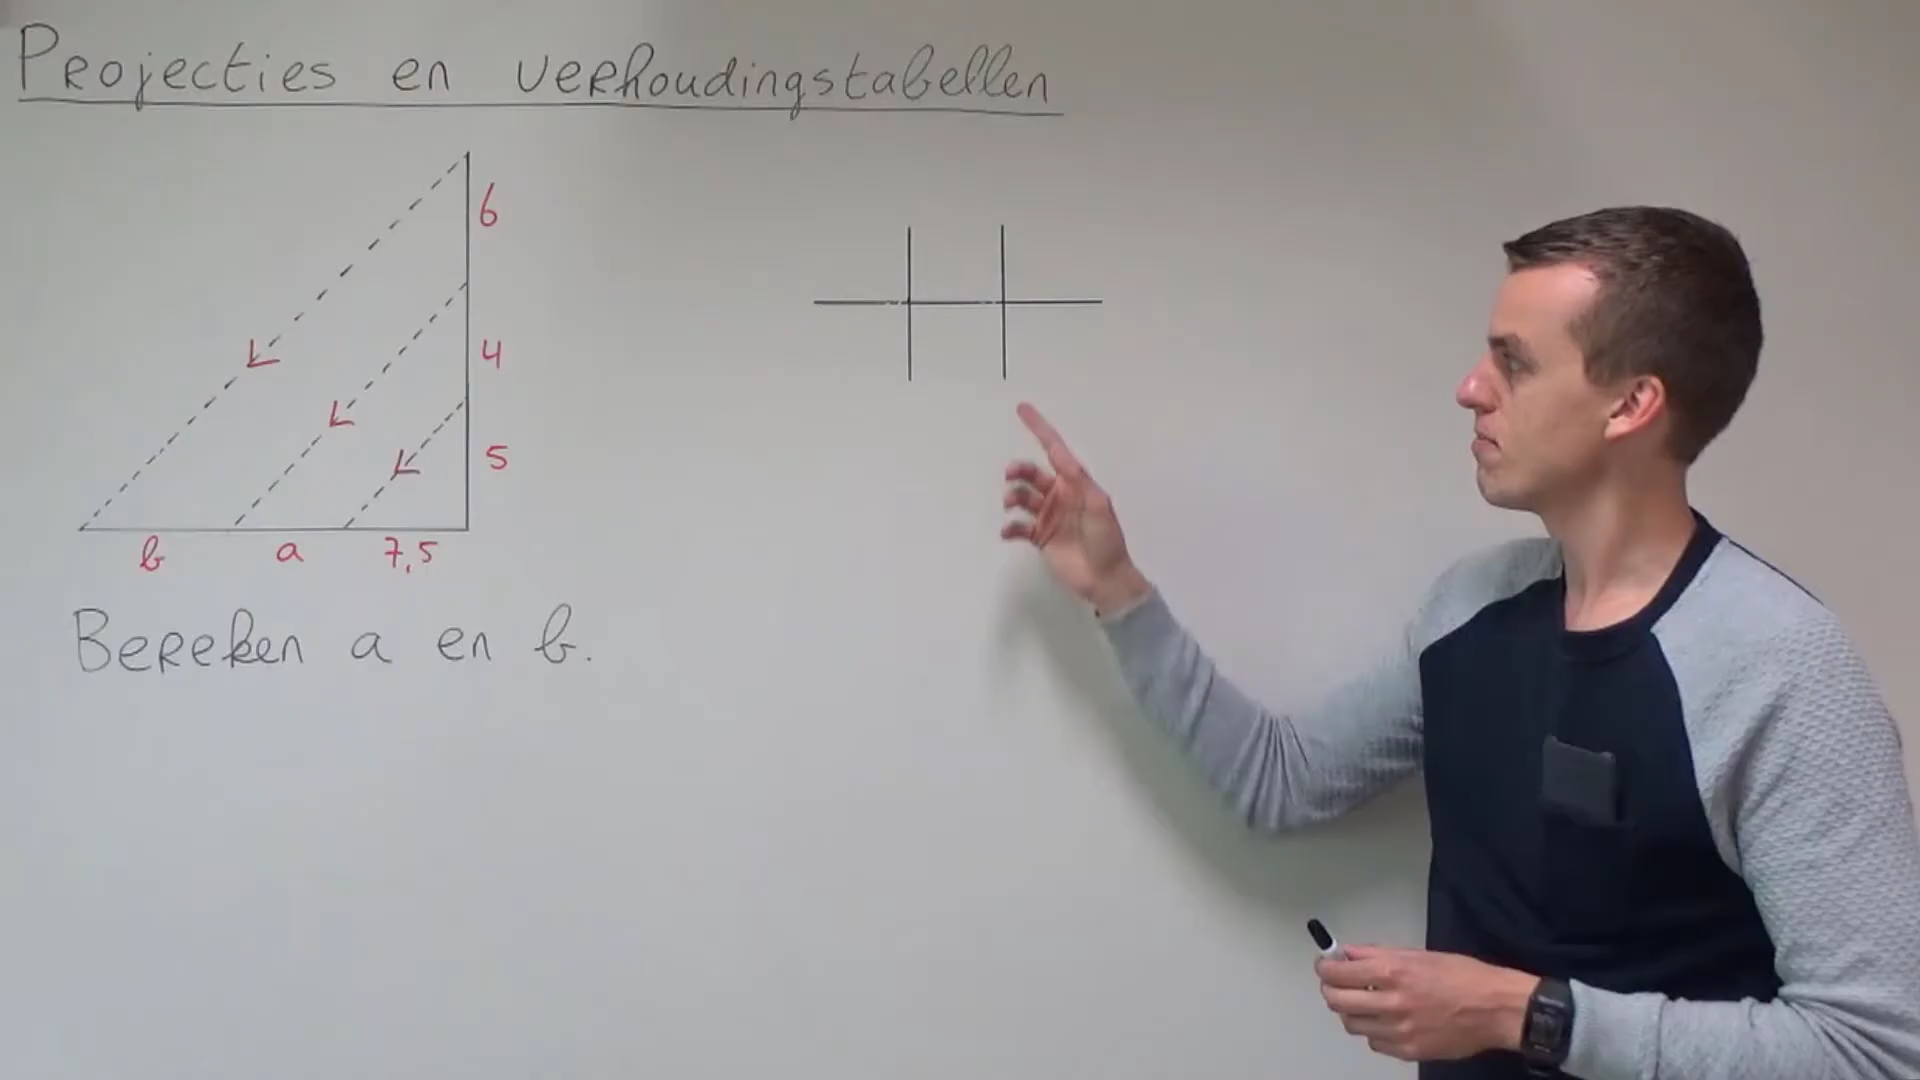 Projecties en verhoudingstabellen
6
4
5
b a 7,5
Bereken a en b.